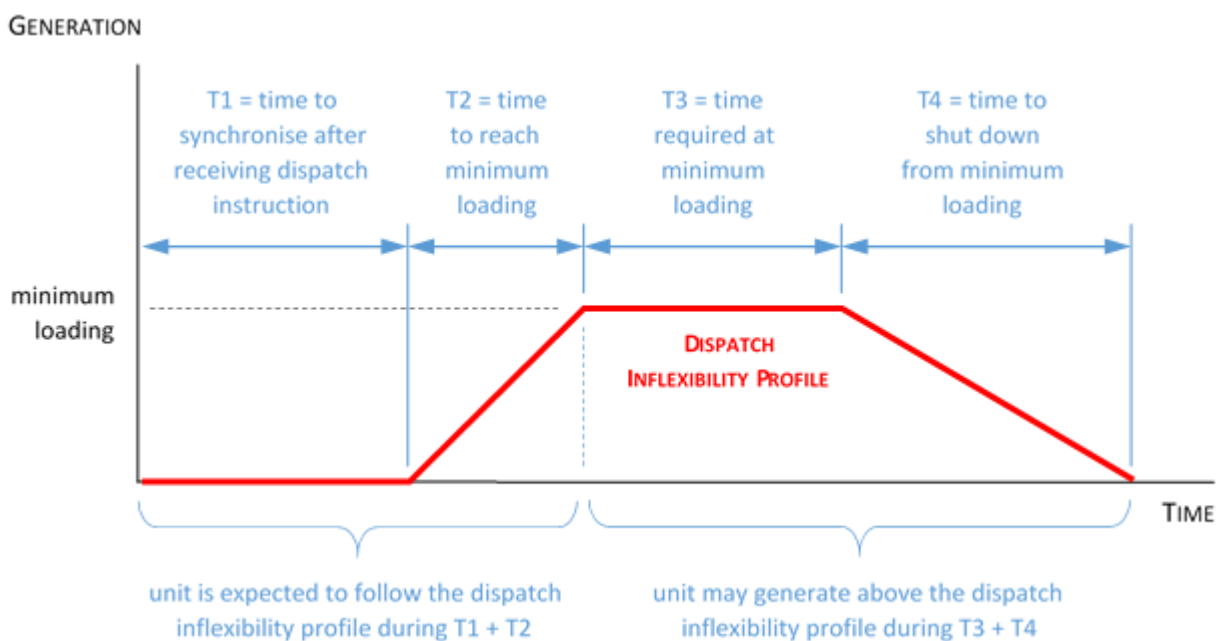 GENERATION
T1 = time to
synchronise after
receiving dispatch
instruction
T2 = time
to reach
minimum
loading
T3 = time
required at
minimum
loading
T4 = time to
shut down
from minimum
loading
minimum
loading
DISPATCH
INFLEXIBILITY PROFILE
TIME
unit is expected to follow the dispatch
inflexibility profile during T1 + T2
unit may generate above the dispatch
inflexibility profile during T3 + T4